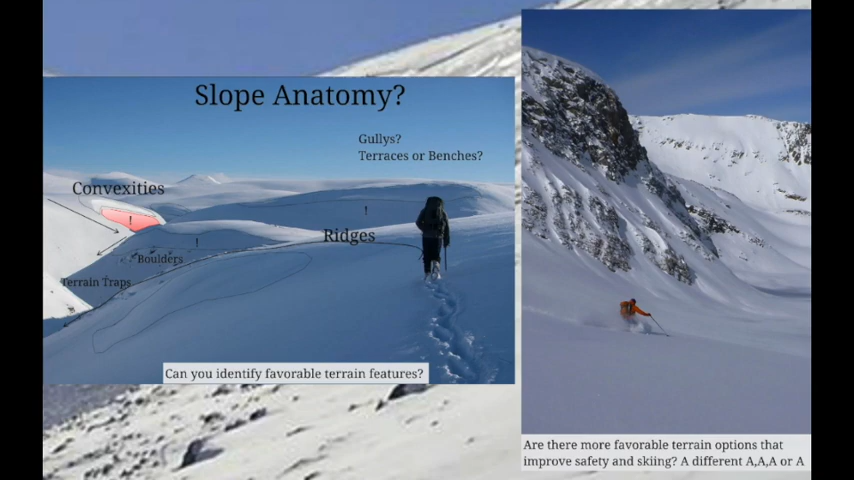 Slope Anatomy?
Gullys?
Terraces or Benches?
Convexities
!
!
!
Ridges
Boulders
Terrain Traps
Can you identify favorable terrain features?
Are there more favorable terrain options that
improve safety and skiing? A different A,A,A or A